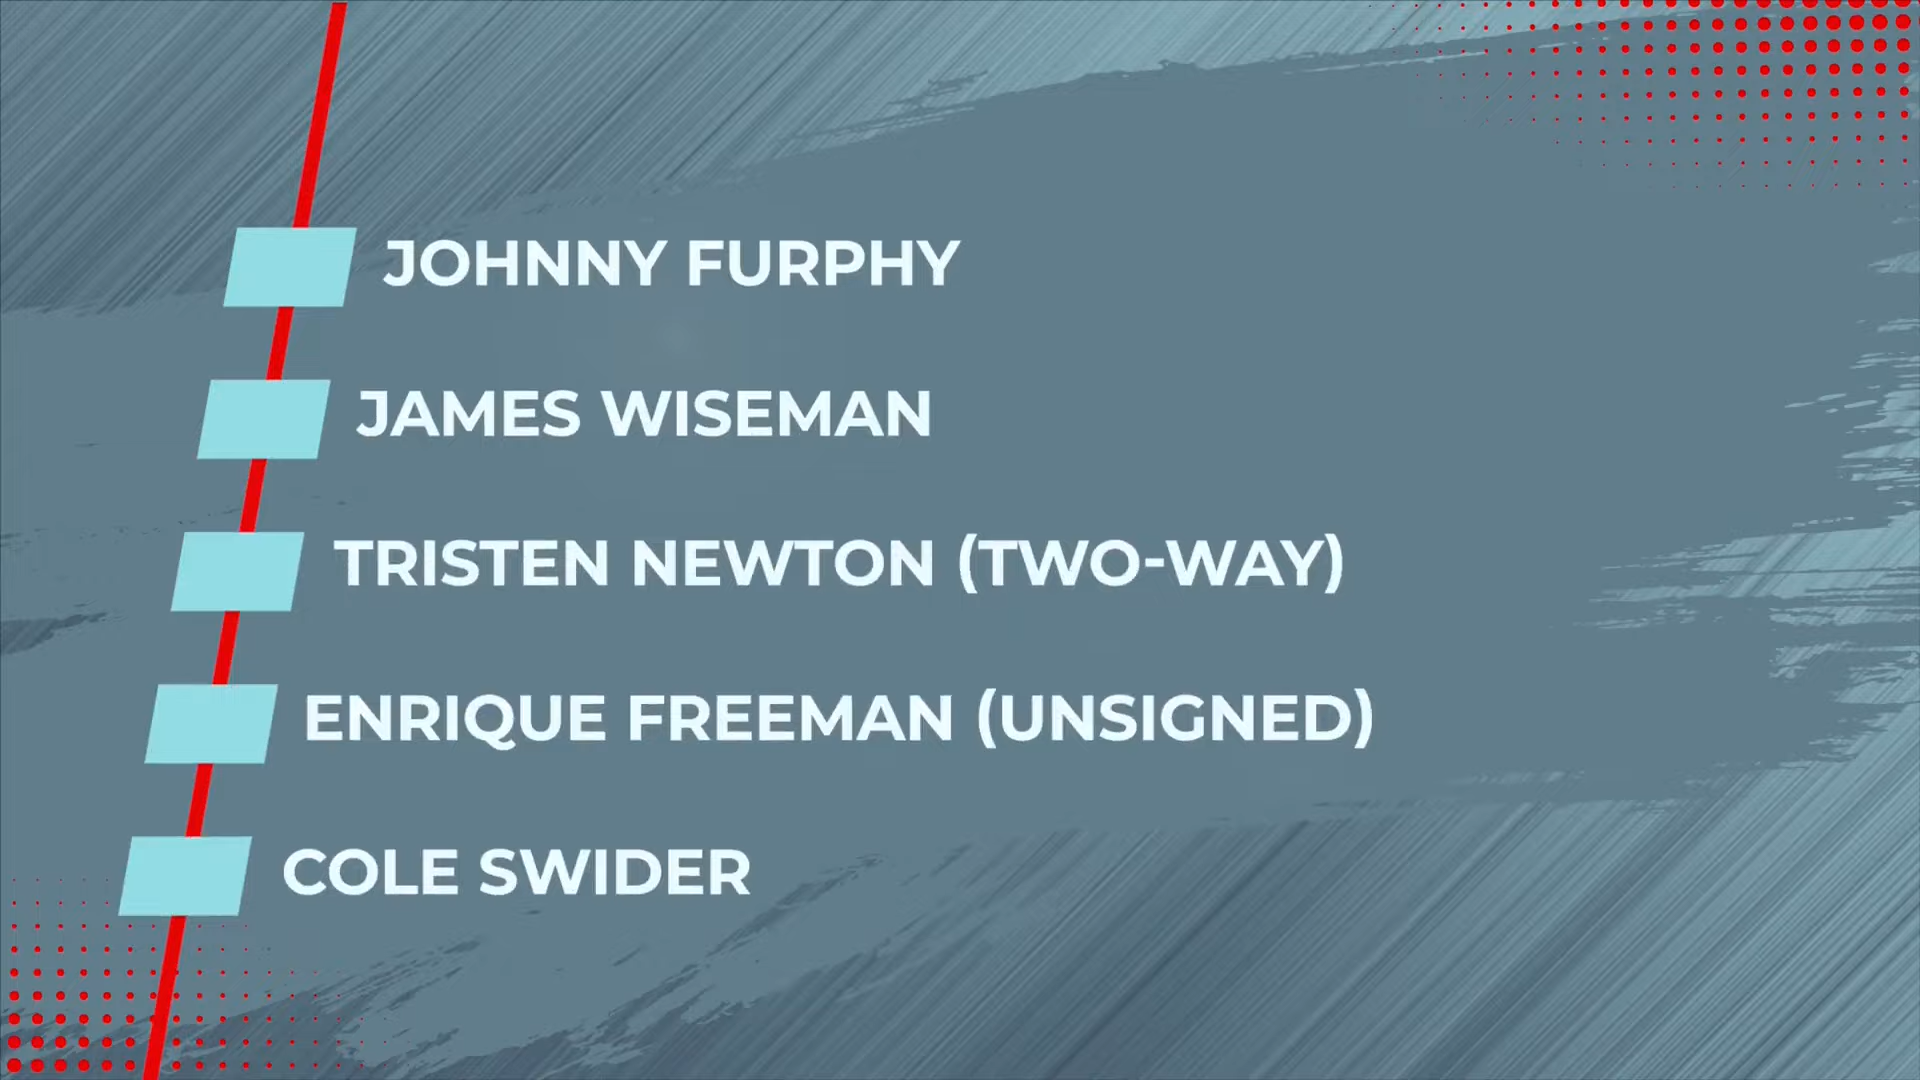 JOHNNY FURPHY
JAMES WISEMAN
TRISTEN NEWTON (TWO-WAY)
ENRIQUE FREEMAN (UNSIGNED)
COLE SWIDER